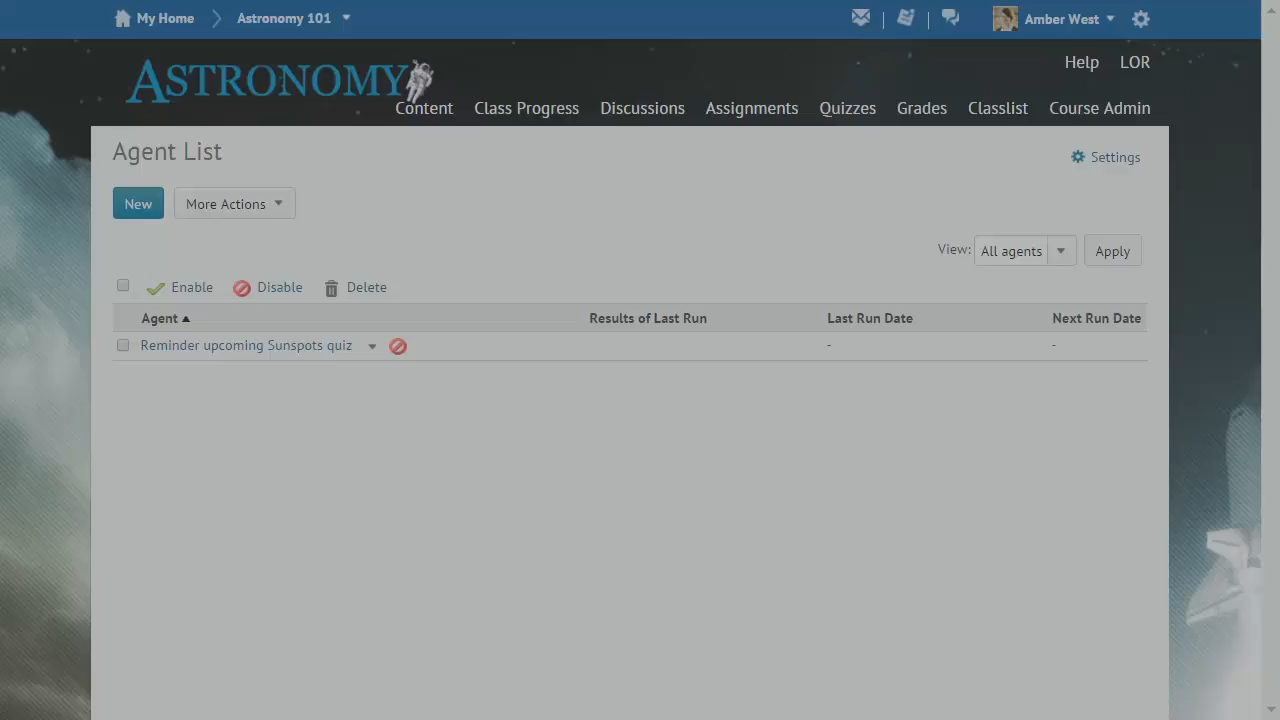 My Home Astronomy 101 Amber West
Help LOR
ASTRONOMY
Content Class Progress Discussions Assignments Quizzes Grades Classlist Course Admin
Agent List
Settings
New More Actions
View: All agents Apply
Enable Disable Delete
Agent Results of Last Run Last Run Date Next Run Date
Reminder upcoming Sunspots quiz - -